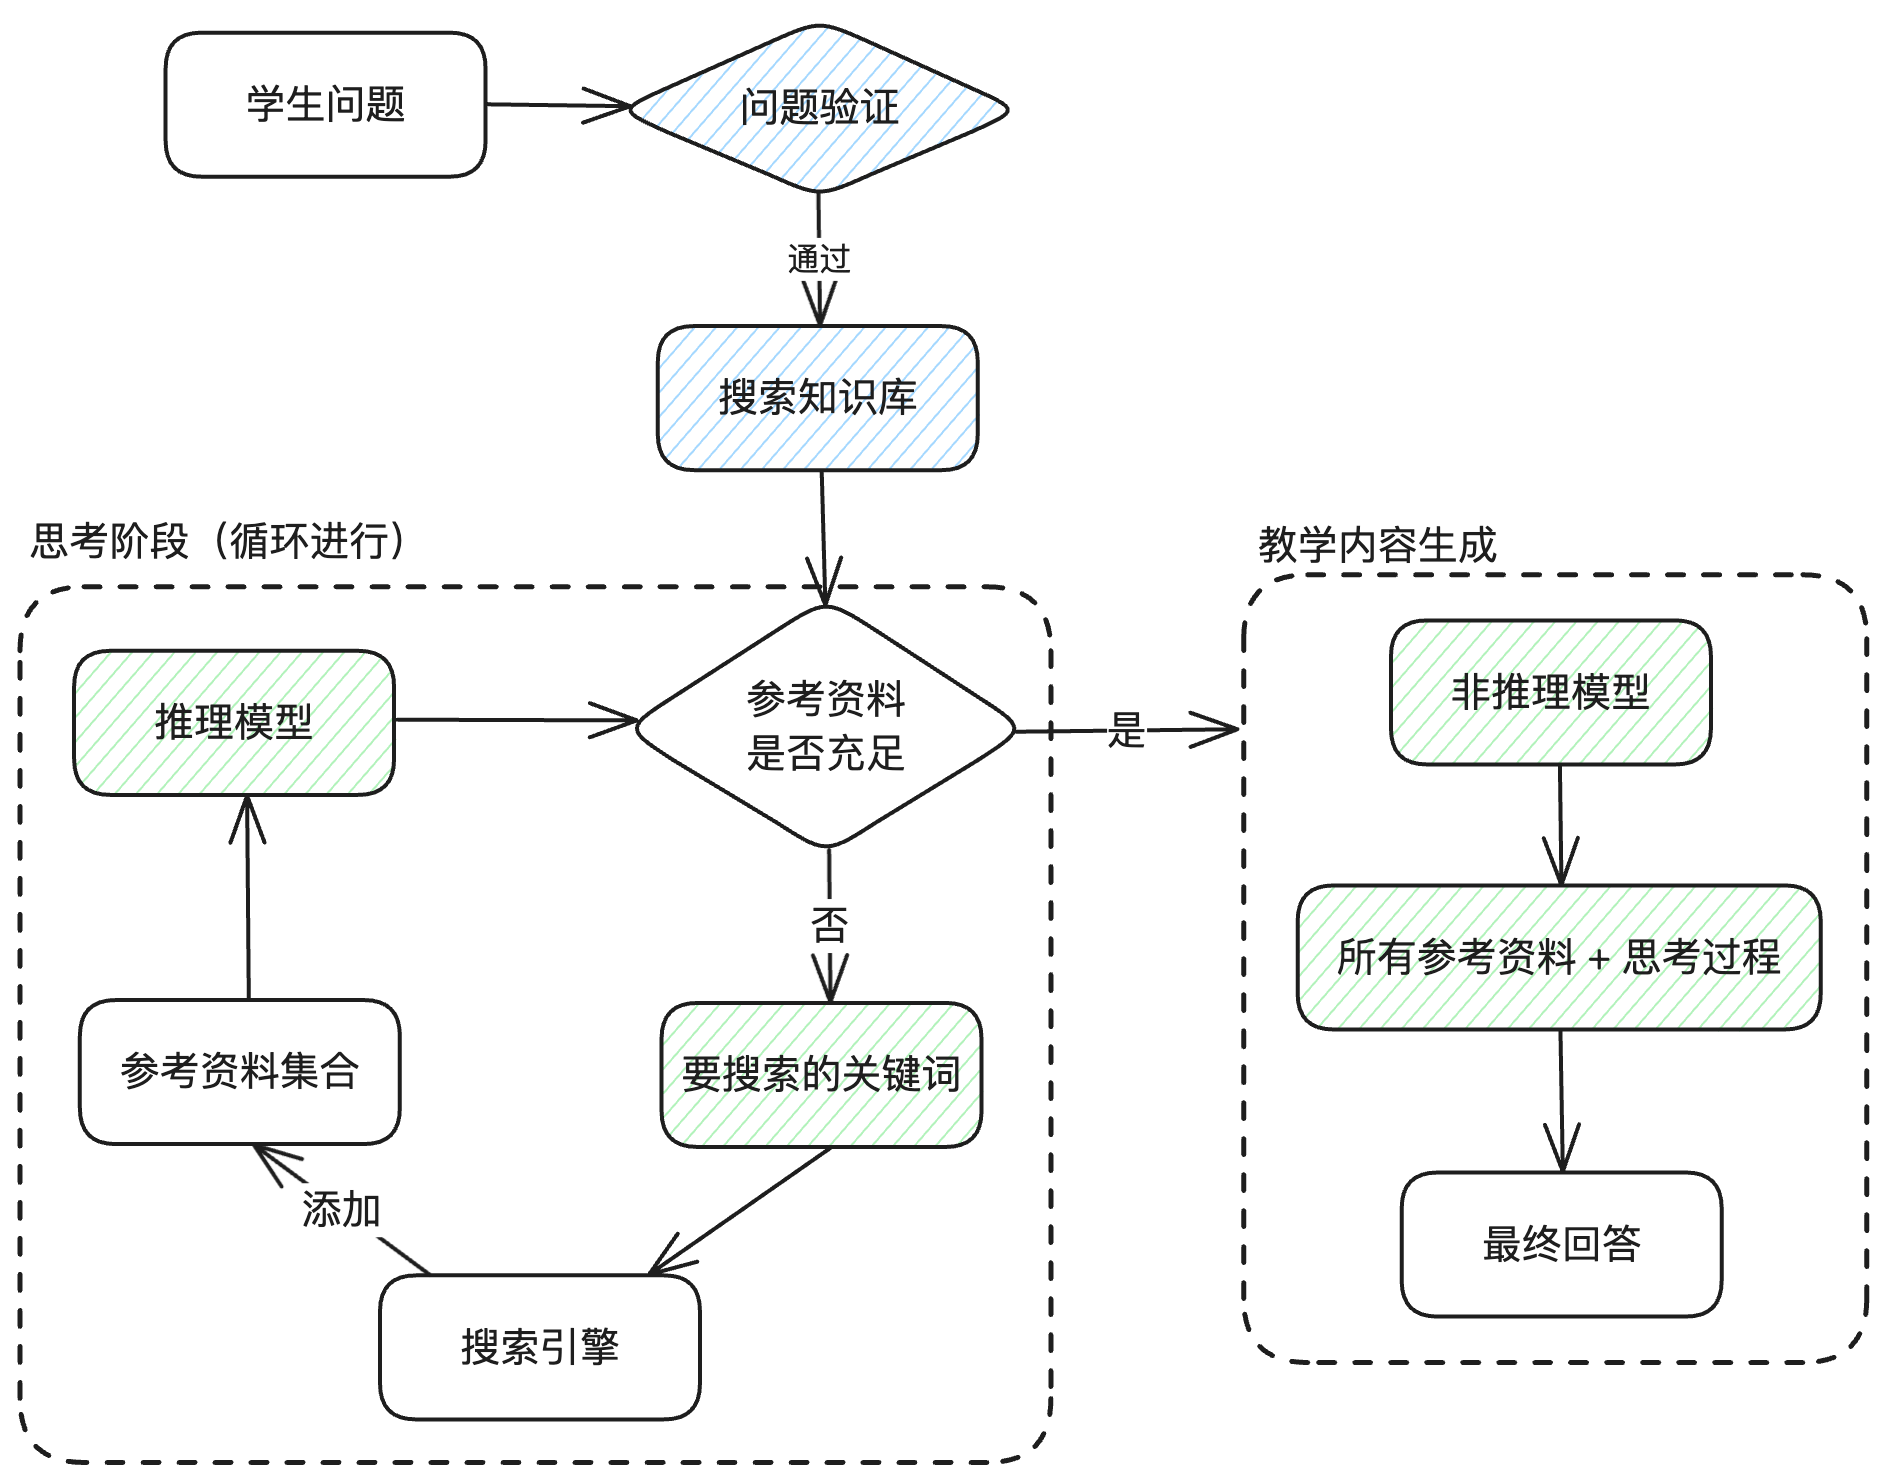 学生问题
问题验证
通过
搜索知识库
思考阶段（循环进行）
推理模型
参考资料
是否充足
是
否
参考资料集合
要搜索的关键词
添加
搜索引擎
教学内容生成
非推理模型
所有参考资料 + 思考过程
最终回答